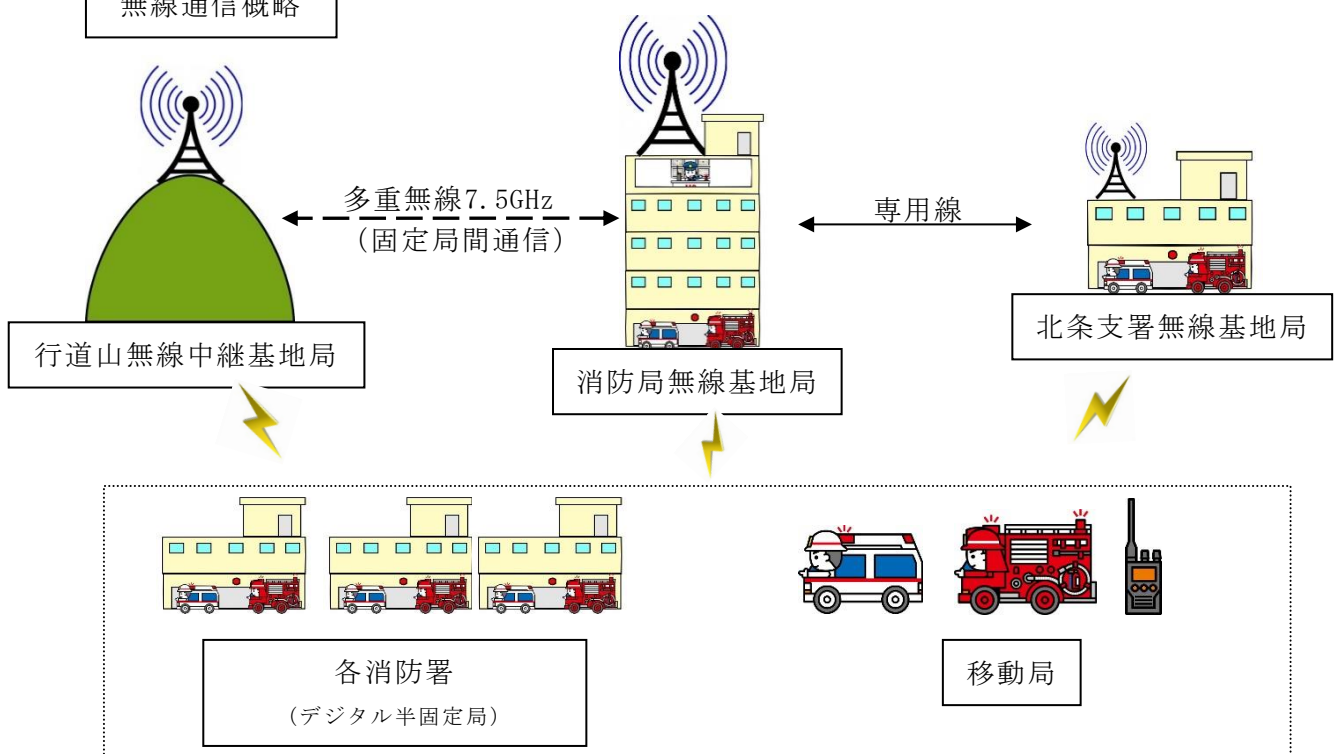 無線通信概略
多重無線7.5GHz
(固定局間通信)
専用線
行道山無線中継基地局
消防局無線基地局
北条支署無線基地局
各消防署
(デジタル半固定局)
移動局